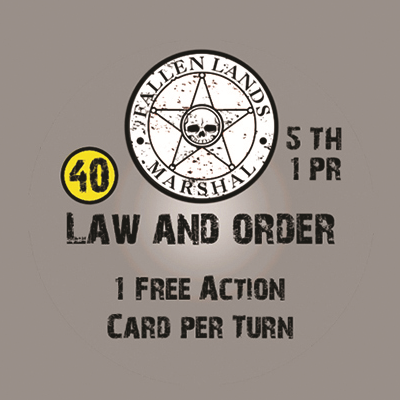 FALLEN LANDS
MARSHAL
5 TH
1 PR
40
LAW AND ORDER
1 FREE ACTION
CARD PER TURN